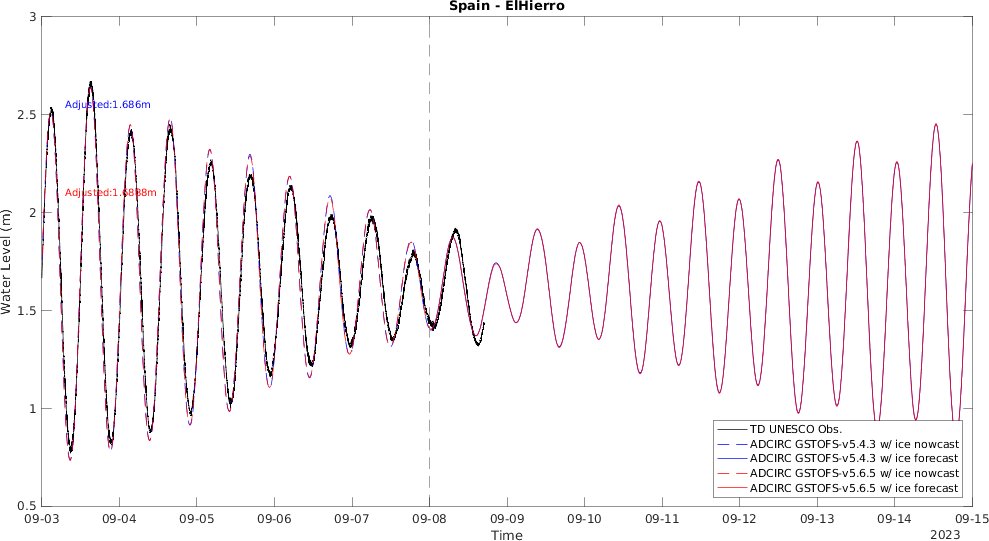 Spain - ElHierro
3
2.5
2
1.5
1
0.5
Water Level (m)
Adjusted:1.686m
Adjusted:1.6888m
TD UNESCO Obs.
ADCIRC GSTOFS-v5.4.3 w/ ice nowcast
ADCIRC GSTOFS-v5.4.3 w/ ice forecast
ADCIRC GSTOFS-v5.6.5 w/ ice nowcast
ADCIRC GSTOFS-v5.6.5 w/ ice forecast
09-03 09-04 09-05 09-06 09-07 09-08 09-09 09-10 09-11 09-12 09-13 09-14 09-15
Time
2023